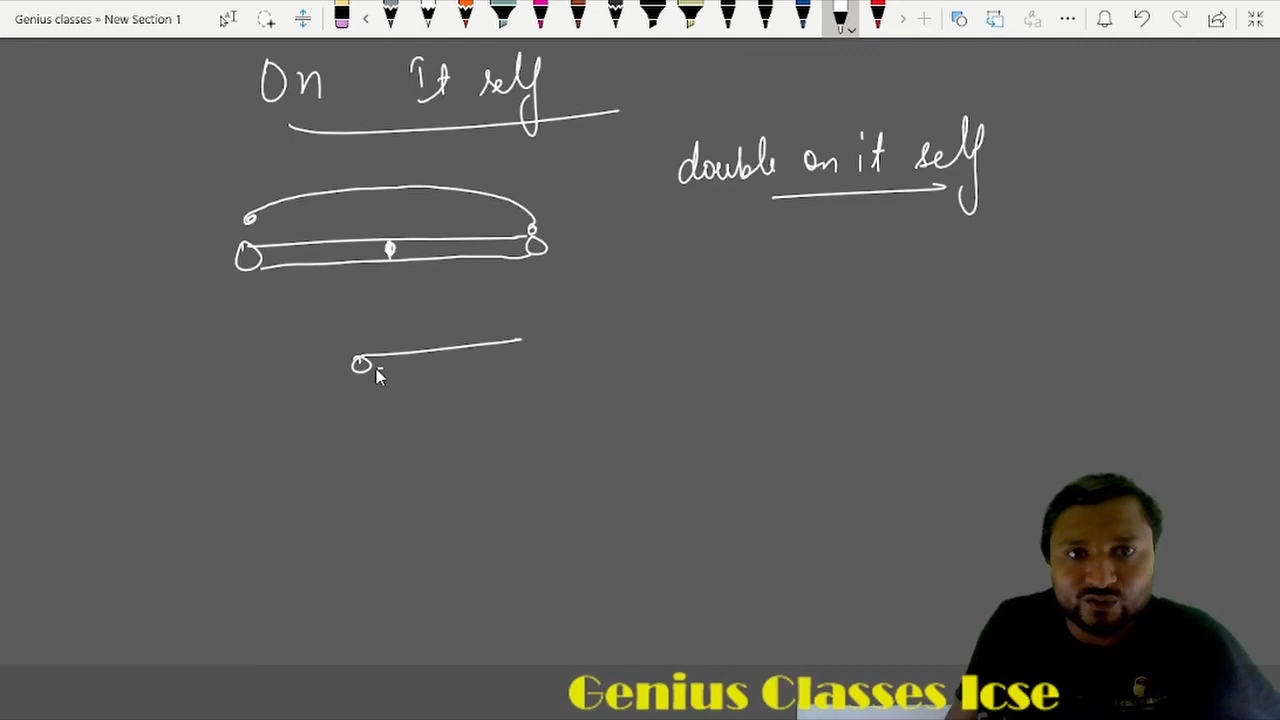 Genius classes » New Section 1
On It self
double on it self
Genius Classes Icse